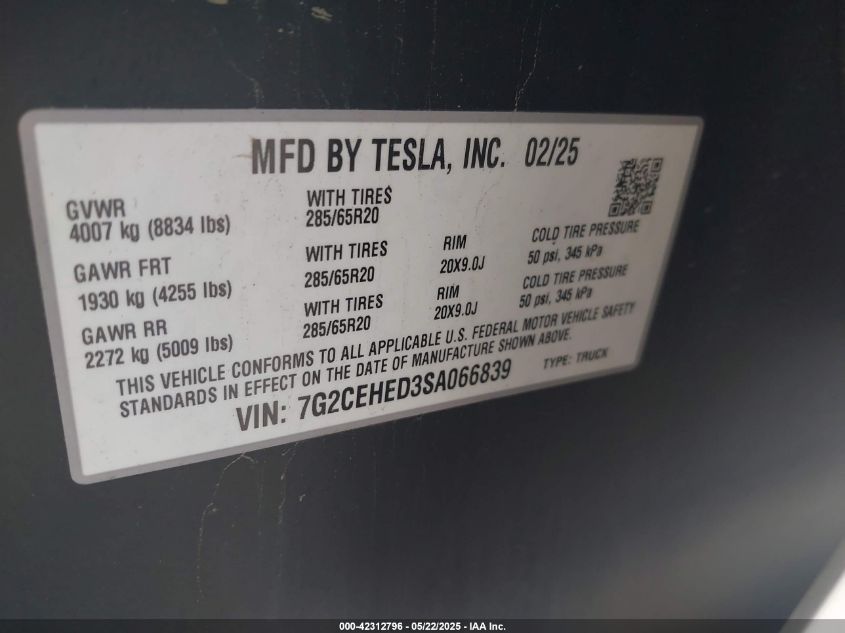 MFD BY TESLA, INC. 02/25
GVWR
4007 kg (8834 lbs)
WITH TIRES
285/65R20
GAWR FRT
1930 kg (4255 lbs)
WITH TIRES
285/65R20
RIM
20X9.0J
COLD TIRE PRESSURE
50 psi, 345 kPa
GAWR RR
2272 kg (5009 lbs)
WITH TIRES
285/65R20
RIM
20X9.0J
COLD TIRE PRESSURE
50 psi, 345 kPa
THIS VEHICLE CONFORMS TO ALL APPLICABLE U.S. FEDERAL MOTOR VEHICLE SAFETY
STANDARDS IN EFFECT ON THE DATE OF MANUFACTURE SHOWN ABOVE.
VIN: 7G2CEHED3SA066839 TYPE: TRUCK
000-42312796 - 05/22/2025 - IAA Inc.